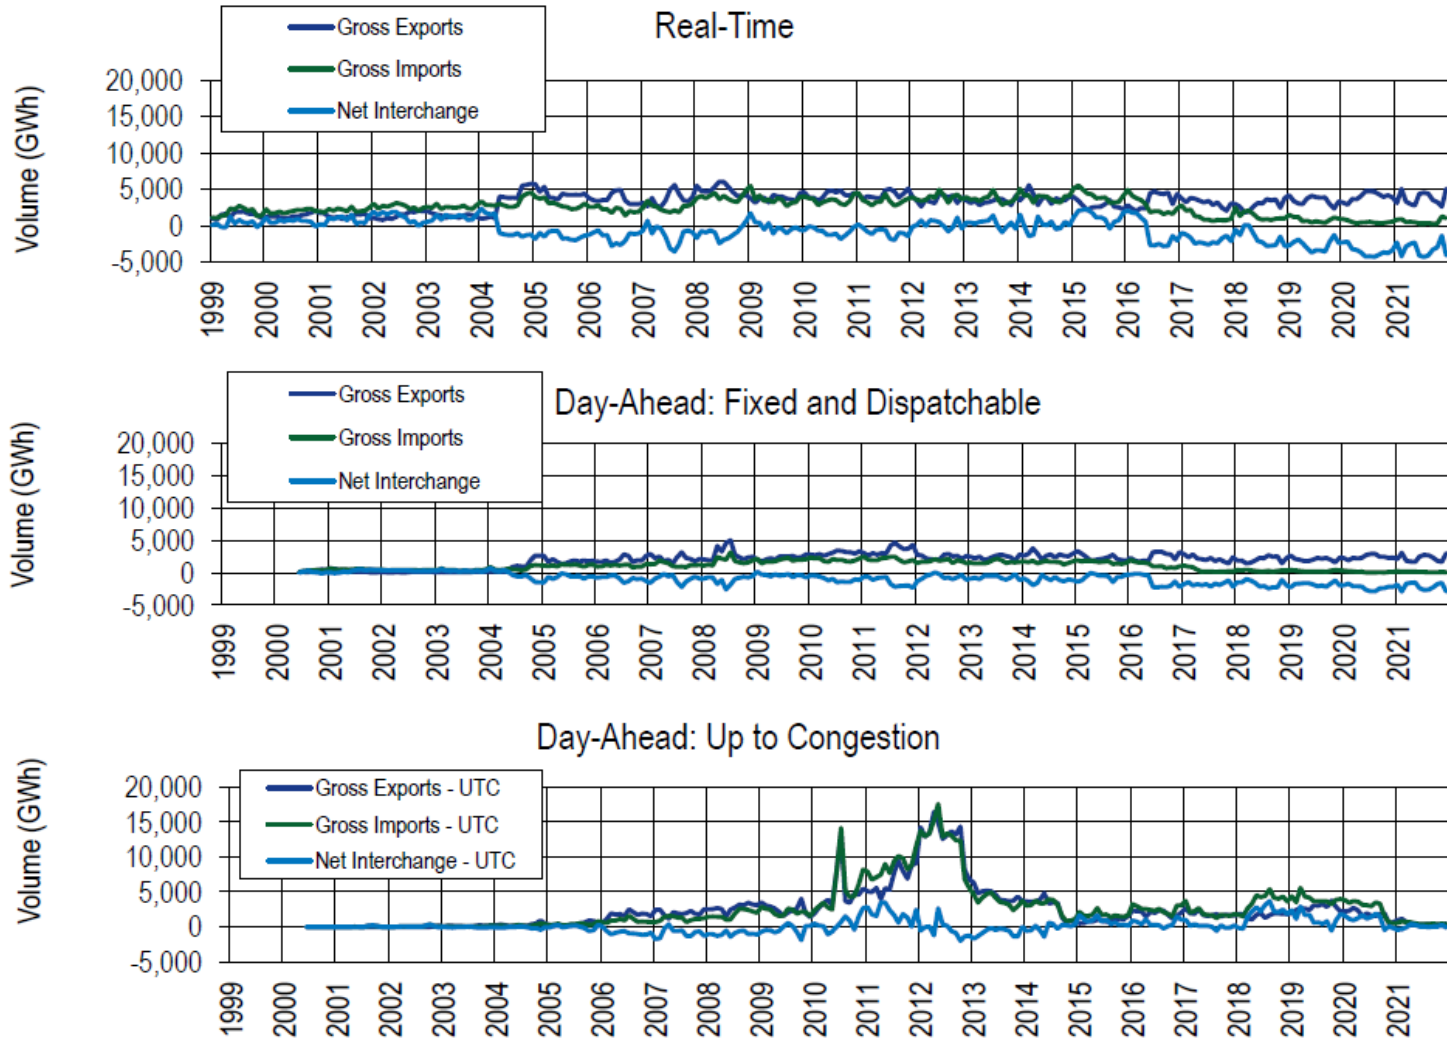 Real-Time
Gross Exports
Gross Imports
Net Interchange
Volume (GWh)
20,000
15,000
10,000
5,000
0
-5,000
1999 2000 2001 2002 2003 2004 2005 2006 2007 2008 2009 2010 2011 2012 2013 2014 2015 2016 2017 2018 2019 2020 2021
Day-Ahead: Fixed and Dispatchable
Gross Exports
Gross Imports
Net Interchange
Volume (GWh)
20,000
15,000
10,000
5,000
0
-5,000
1999 2000 2001 2002 2003 2004 2005 2006 2007 2008 2009 2010 2011 2012 2013 2014 2015 2016 2017 2018 2019 2020 2021
Day-Ahead: Up to Congestion
Gross Exports - UTC
Gross Imports - UTC
Net Interchange - UTC
Volume (GWh)
20,000
15,000
10,000
5,000
0
-5,000
1999 2000 2001 2002 2003 2004 2005 2006 2007 2008 2009 2010 2011 2012 2013 2014 2015 2016 2017 2018 2019 2020 2021